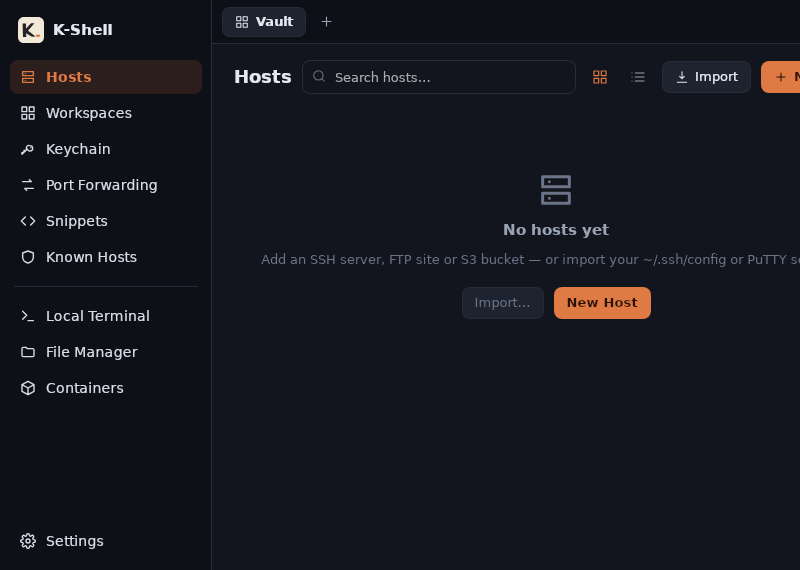 K.
K-Shell
Vault
Hosts
Search hosts...
Import
Hosts
Workspaces
Keychain
Port Forwarding
Snippets
Known Hosts
Local Terminal
File Manager
Containers
Settings
No hosts yet
Add an SSH server, FTP site or S3 bucket — or import your ~/.ssh/config or PuTTY
Import...
New Host